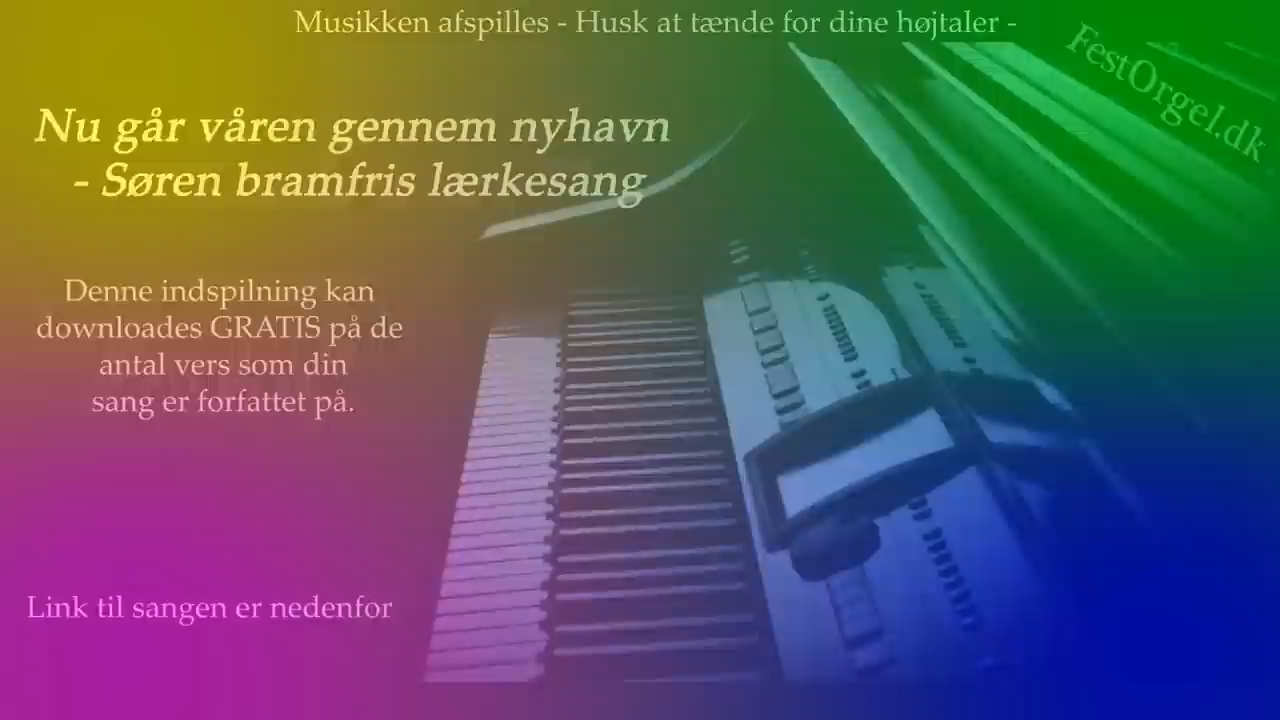 Musikken afspilles - Husk at tænde for dine højtaler -
FestOrgel.dk
Nu går våren gennem nyhavn
- Søren bramfris lærkesang
Denne indspilning kan
downloades GRATIS på de
antal vers som din
sang er forfattet på.
Link til sangen er nedenfor